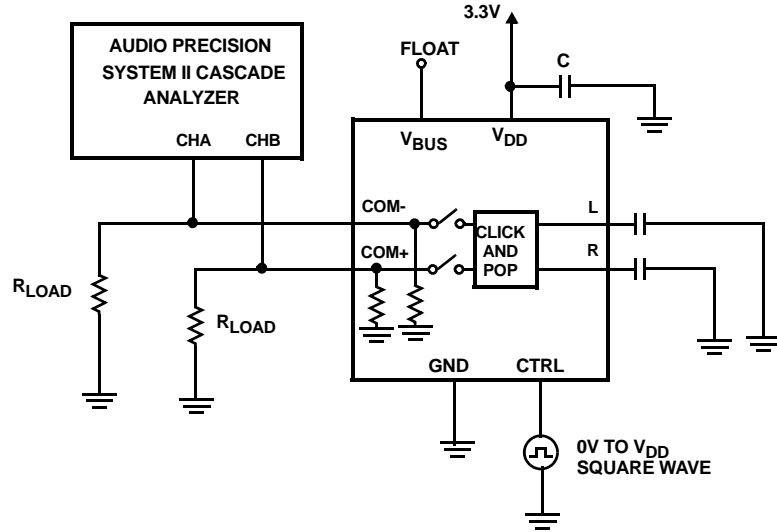 3.3V
AUDIO PRECISION
SYSTEM II CASCADE
ANALYZER
CHA CHB
FLOAT
C
VBUS
VDD
COM-
COM+
CLICK
AND
POP
L
R
RLOAD
RLOAD
GND
CTRL
0V TO VDD
SQUARE WAVE